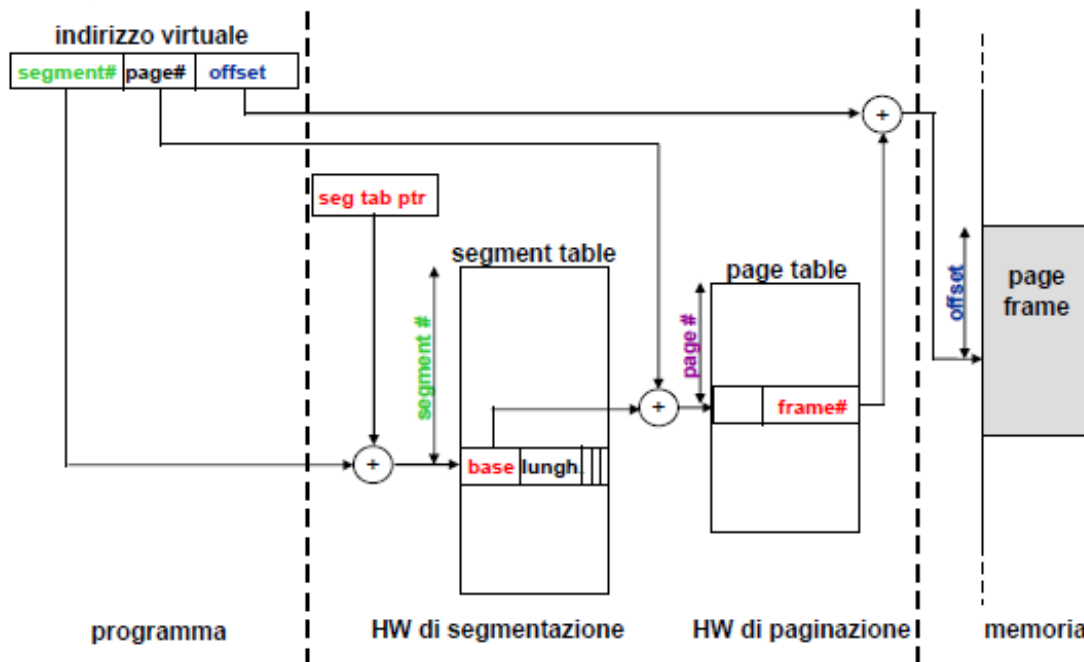 indirizzo virtuale
segment# page# offset
+
seg tab ptr
segment table
page table
segment #
page #
offset
page
frame
+
frame#
+
base lungh.
programma
HW di segmentazione
HW di paginazione
memoria